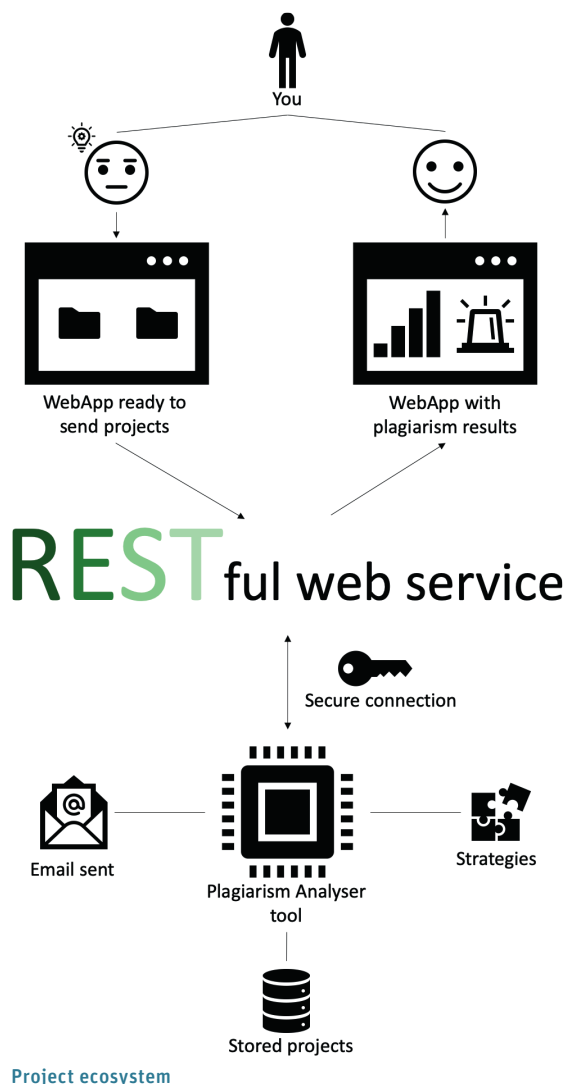 You
WebApp ready to
send projects
WebApp with
plagiarism results
RESTful web service
Secure connection
@
Email sent
Strategies
Plagiarism Analyser
tool
Stored projects
Project ecosystem